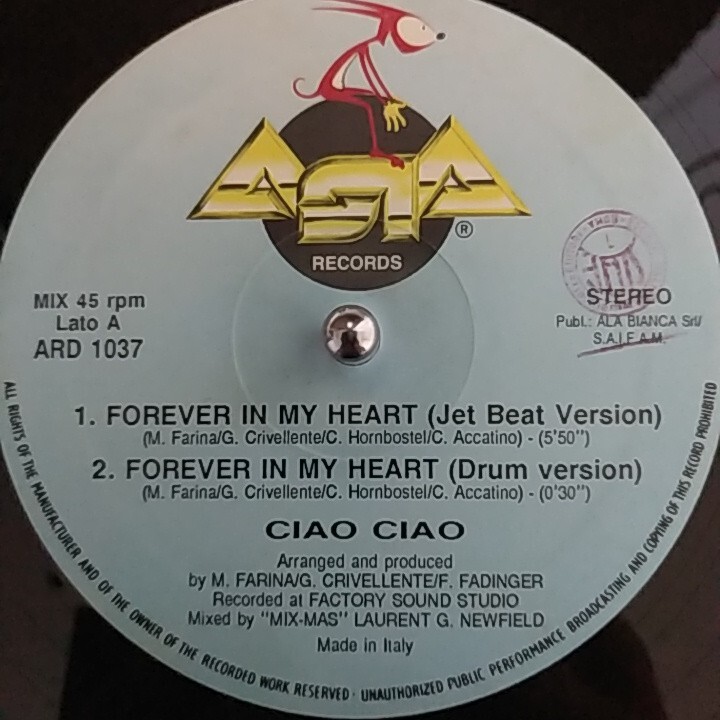 ASIA
®
RECORDS
MIX 45 rpm
Lato A
ARD 1037
STEREO
Publ.: ALA BIANCA Srl/
S.A.I.F.A.M.
1. FOREVER IN MY HEART (Jet Beat Version)
(M. Farina/G. Crivellente/C. Hornbostel/C. Accatino) - (5'50")
2. FOREVER IN MY HEART (Drum version)
(M. Farina/G. Crivellente/C. Hornbostel/C. Accatino) - (0'30")
CIAO CIAO
Arranged and produced
by M. FARINA/G. CRIVELLENTE/F. FADINGER
Recorded at FACTORY SOUND STUDIO
Mixed by "MIX-MAS" LAURENT G. NEWFIELD
Made in Italy
ALL RIGHTS OF THE MANUFACTURER AND OF THE OWNER OF THE RECORDED WORK RESERVED · UNAUTHORIZED PUBLIC PERFORMANCE BROADCASTING AND COPYING OF THIS RECORD PROHIBITED